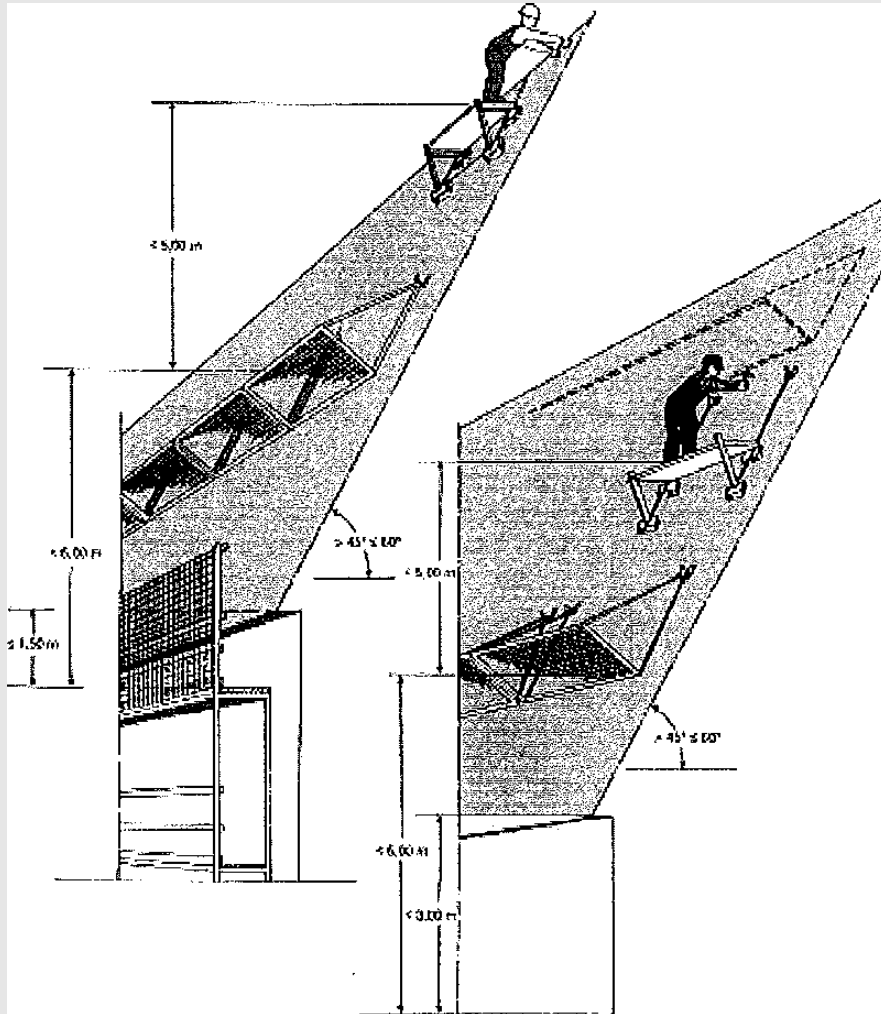 ≤ 5,00 m
≤ 6,00 m
> 45° ≤ 60°
≤ 1,50 m
≤ 5,00 m
> 45° ≤ 60°
≤ 6,00 m
≤ 3,00 m